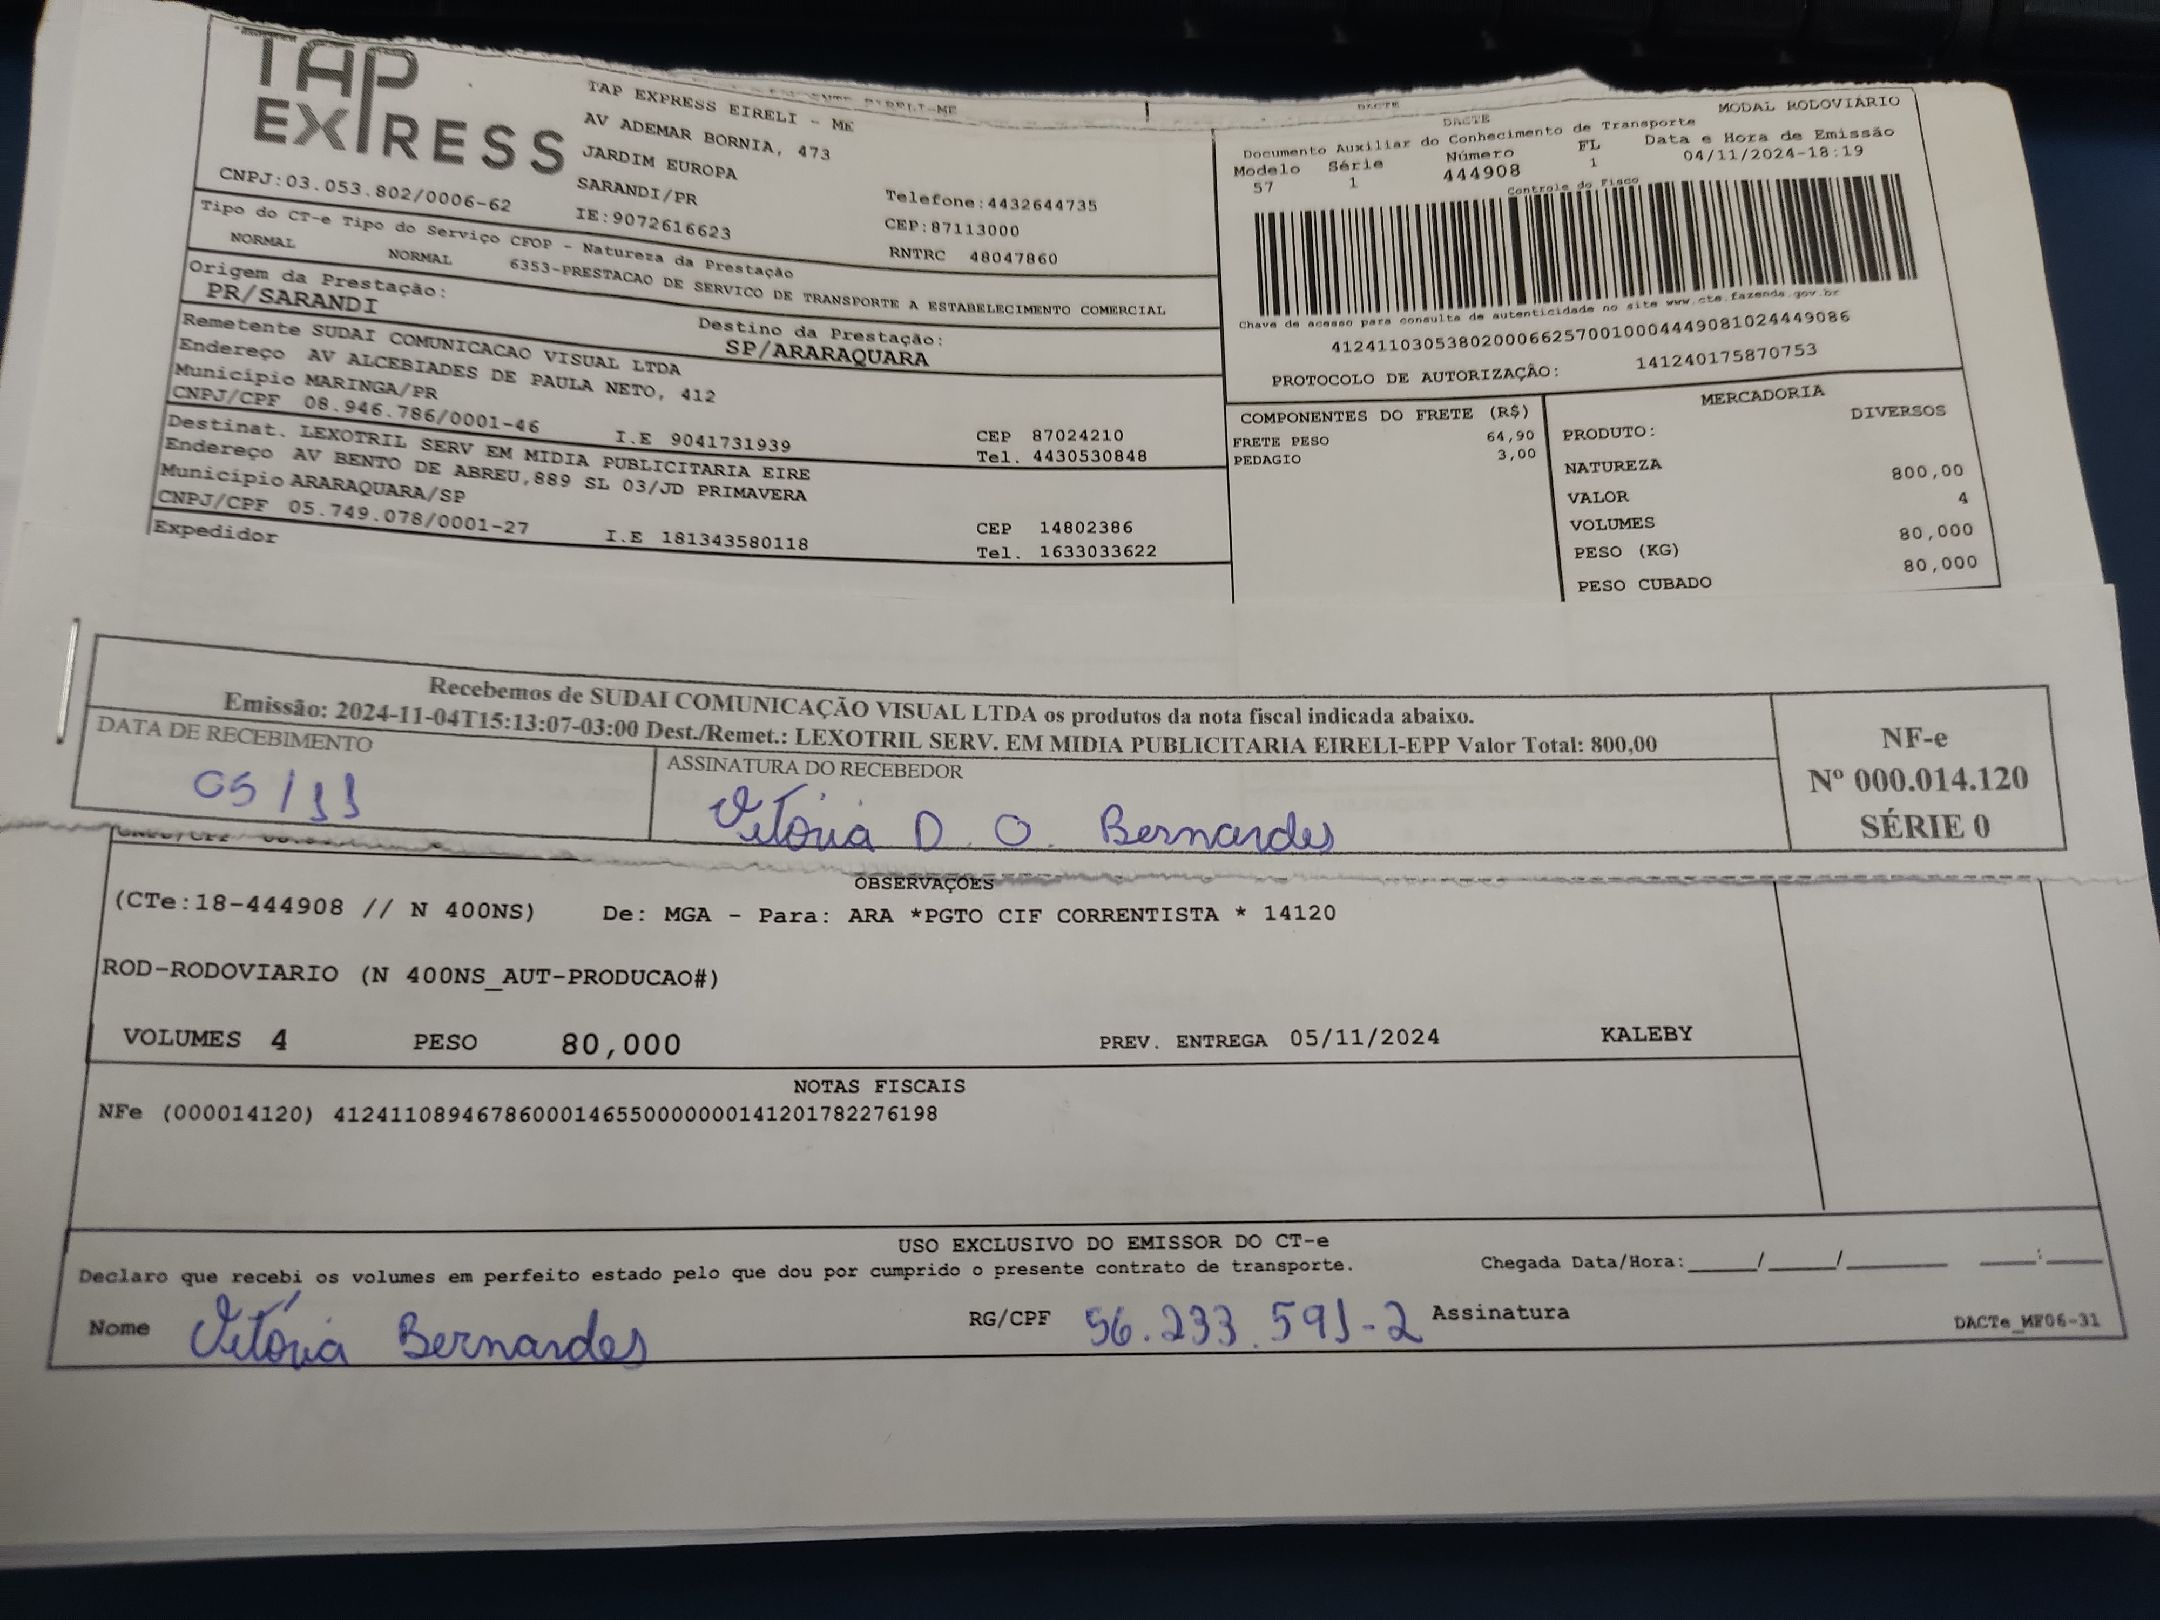 TAP
EXPRESS
TAP EXPRESS EIRELI - ME
AV ADEMAR BORNIA, 473
JARDIM EUROPA
SARANDI/PR
CNPJ:03.053.802/0006-62
IE:9072616623
Telefone:4432644735
CEP:87113000
RNTRC 48047860
Tipo do CT-e Tipo do Serviço CFOP - Natureza da Prestação
NORMAL NORMAL 6353-PRESTACAO DE SERVICO DE TRANSPORTE A ESTABELECIMENTO COMERCIAL
Origem da Prestação:
PR/SARANDI
Destino da Prestação:
SP/ARARAQUARA
Remetente SUDAI COMUNICACAO VISUAL LTDA
Endereço AV ALCEBIADES DE PAULA NETO, 412
Município MARINGA/PR
CEP 87024210
CNPJ/CPF 08.946.786/0001-46 I.E 9041731939 Tel. 4430530848
Destinat. LEXOTRIL SERV EM MIDIA PUBLICITARIA EIRE
Endereço AV BENTO DE ABREU,889 SL 03/JD PRIMAVERA
Município ARARAQUARA/SP
CEP 14802386
CNPJ/CPF 05.749.078/0001-27 I.E 181343580118 Tel. 1633033622
Expedidor
DACTE
DACTE
MODAL RODOVIÁRIO
Documento Auxiliar do Conhecimento de Transporte
Modelo Série Número FL Data e Hora de Emissão
57 1 444908 1 04/11/2024-18:19
Controle do Fisco
Chave de acesso para consulta de autenticidade no site www.cte.fazenda.gov.br
41241103053802000662570010004449081024449086
PROTOCOLO DE AUTORIZAÇÃO: 141240175870753
COMPONENTES DO FRETE (R$)
FRETE PESO 64,90
PEDAGIO 3,00
MERCADORIA
PRODUTO: DIVERSOS
NATUREZA
VALOR 800,00
VOLUMES 4
PESO (KG) 80,000
PESO CUBADO 80,000
Recebemos de SUDAI COMUNICAÇÃO VISUAL LTDA os produtos da nota fiscal indicada abaixo.
Emissão: 2024-11-04T15:13:07-03:00 Dest./Remet.: LEXOTRIL SERV. EM MIDIA PUBLICITARIA EIRELI-EPP Valor Total: 800,00
DATA DE RECEBIMENTO
05/11
ASSINATURA DO RECEBEDOR
Vitória D. O. Bernardes
NF-e
Nº 000.014.120
SÉRIE 0
OBSERVAÇÕES
(CTe:18-444908 // N 400NS) De: MGA - Para: ARA *PGTO CIF CORRENTISTA * 14120
ROD-RODOVIARIO (N 400NS_AUT-PRODUCAO#)
VOLUMES 4 PESO 80,000 PREV. ENTREGA 05/11/2024 KALEBY
NOTAS FISCAIS
NFe (000014120) 41241108946786000146550000000141201782276198
USO EXCLUSIVO DO EMISSOR DO CT-e
Declaro que recebi os volumes em perfeito estado pelo que dou por cumprido o presente contrato de transporte.
Chegada Data/Hora:____/____/______ ___:___
Nome Vitória Bernardes RG/CPF 56.233.591-2 Assinatura
DACTe_MF06-31